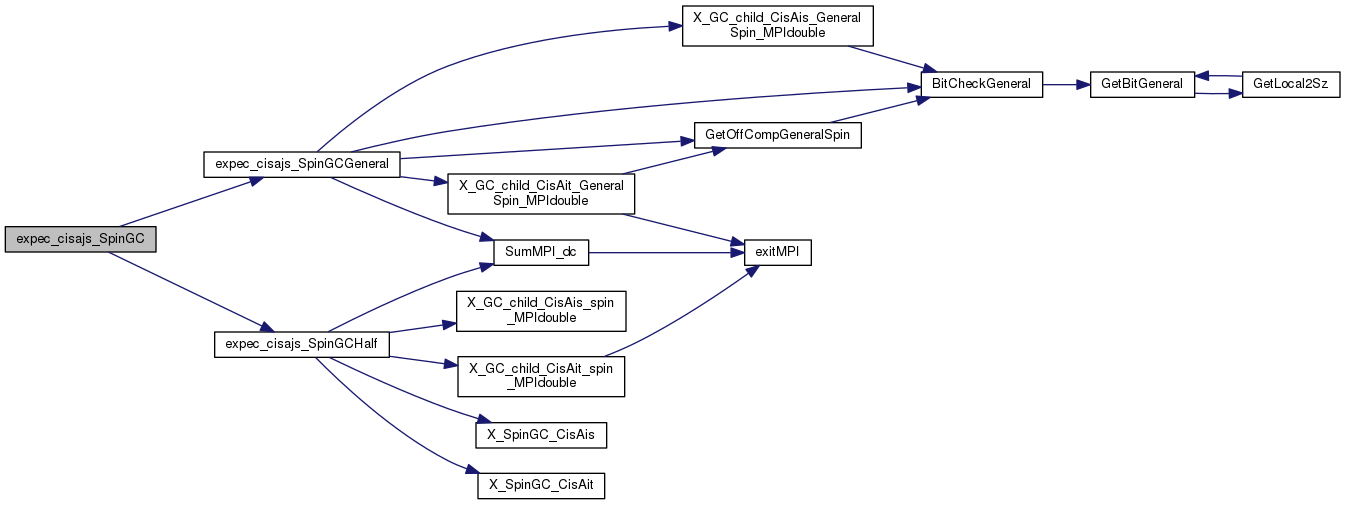 X_GC_child_CisAis_General
Spin_MPIdouble
BitCheckGeneral
GetBitGeneral
GetLocal2Sz
GetOffCompGeneralSpin
expec_cisajs_SpinGCGeneral
X_GC_child_CisAit_General
Spin_MPIdouble
expec_cisajs_SpinGC
SumMPI_dc
exitMPI
X_GC_child_CisAis_spin
_MPIdouble
expec_cisajs_SpinGCHalf
X_GC_child_CisAit_spin
_MPIdouble
X_SpinGC_CisAis
X_SpinGC_CisAit